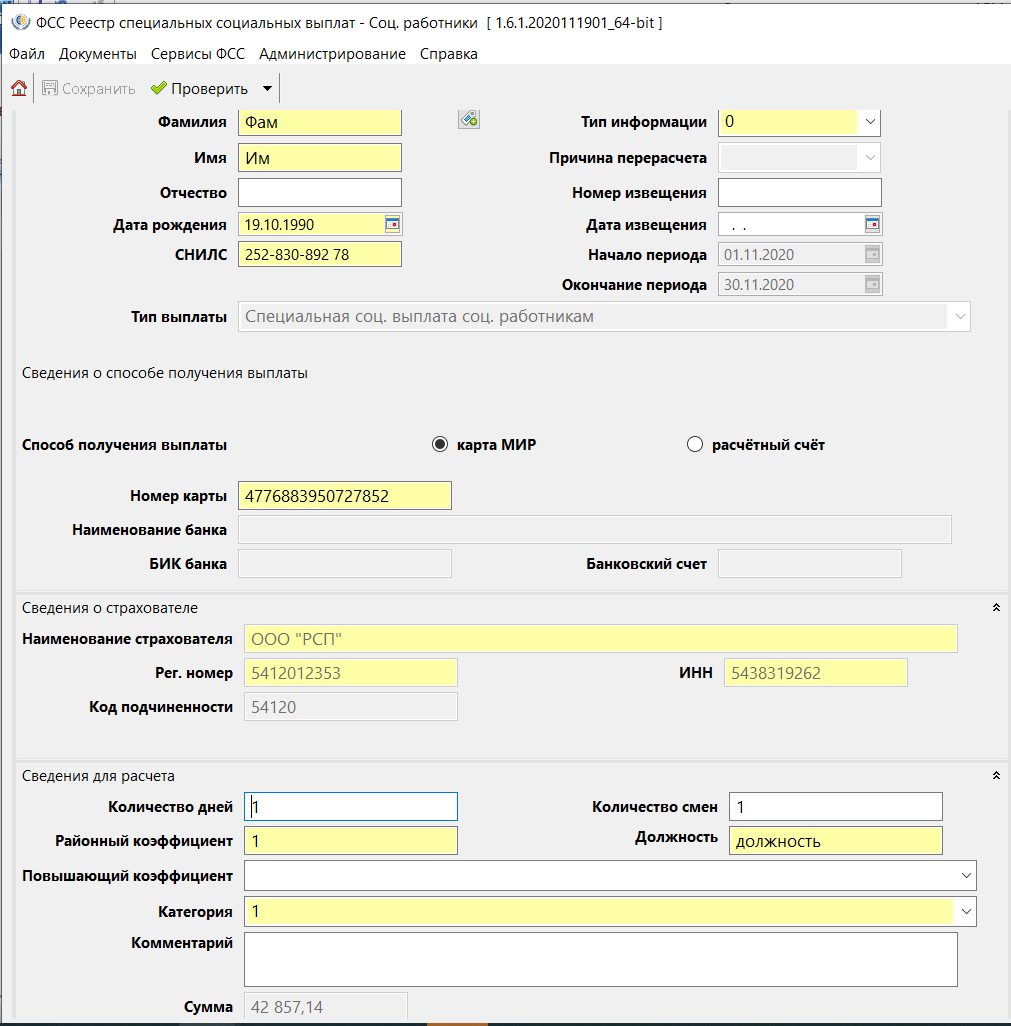 ФСС Реестр специальных социальных выплат - Соц. работники [ 1.6.1.2020111901_64-bit ]
Файл Документы Сервисы ФСС Администрирование Справка
Сохранить Проверить
Фамилия Фам Тип информации 0
Имя Им Причина перерасчета
Отчество Номер извещения
Дата рождения 19.10.1990 Дата извещения . .
СНИЛС 252-830-892 78 Начало периода 01.11.2020
Окончание периода 30.11.2020
Тип выплаты Специальная соц. выплата соц. работникам
Сведения о способе получения выплаты
Способ получения выплаты карта МИР расчётный счёт
Номер карты 4776883950727852
Наименование банка
БИК банка Банковский счет
Сведения о страхователе
Наименование страхователя ООО "РСП"
Рег. номер 5412012353 ИНН 5438319262
Код подчиненности 54120
Сведения для расчета
Количество дней 1 Количество смен 1
Районный коэффициент 1 Должность должность
Повышающий коэффициент
Категория 1
Комментарий
Сумма 42 857,14